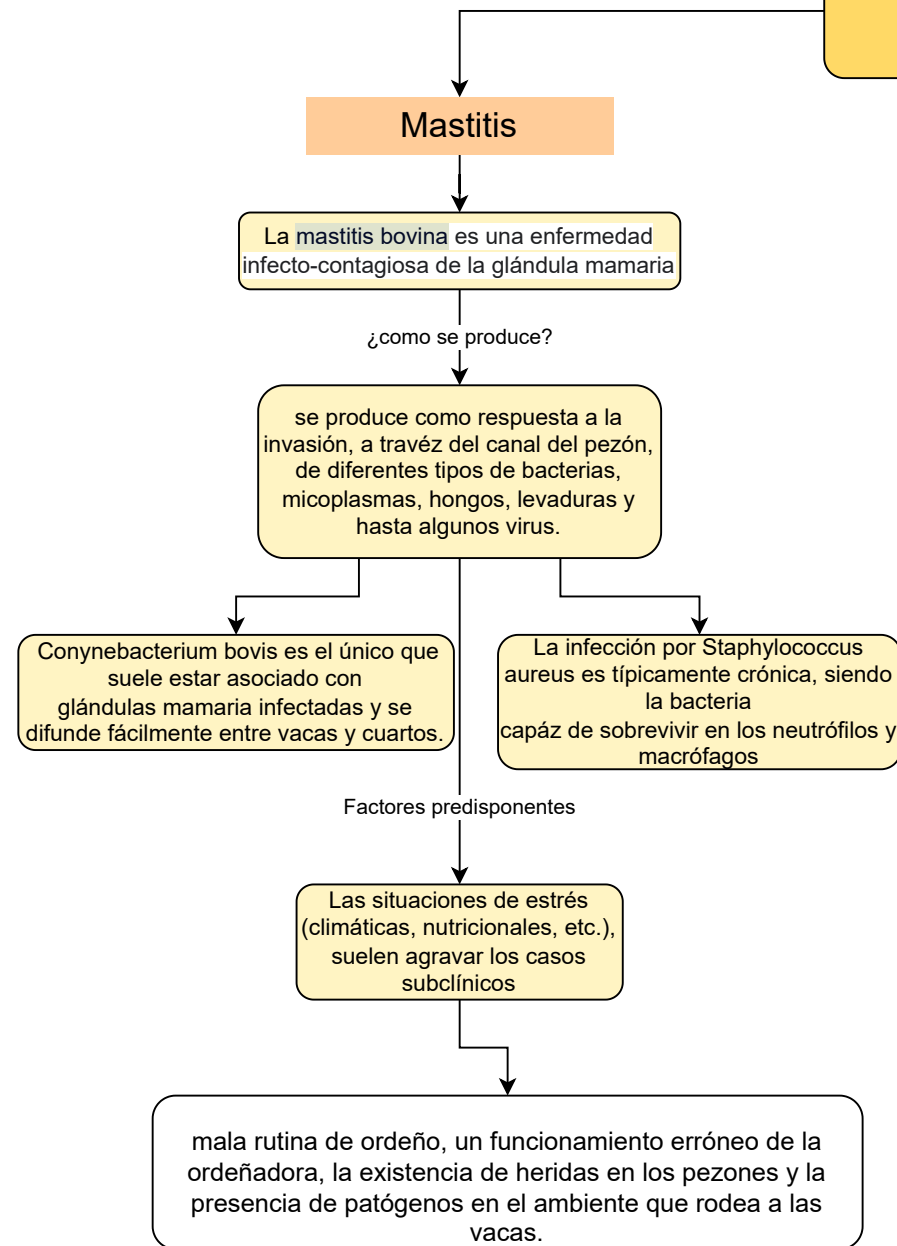 Mastitis
La mastitis bovina es una enfermedad
infecto-contagiosa de la glándula mamaria
¿como se produce?
se produce como respuesta a la
invasión, a travéz del canal del pezón,
de diferentes tipos de bacterias,
micoplasmas, hongos, levaduras y
hasta algunos virus.
Conynebacterium bovis es el único que
suele estar asociado con
glándulas mamaria infectadas y se
difunde fácilmente entre vacas y cuartos.
La infección por Staphylococcus
aureus es típicamente crónica, siendo
la bacteria
capáz de sobrevivir en los neutrófilos y
macrófagos
Factores predisponentes
Las situaciones de estrés
(climáticas, nutricionales, etc.),
suelen agravar los casos
subclínicos
mala rutina de ordeño, un funcionamiento erróneo de la
ordeñadora, la existencia de heridas en los pezones y la
presencia de patógenos en el ambiente que rodea a las
vacas.